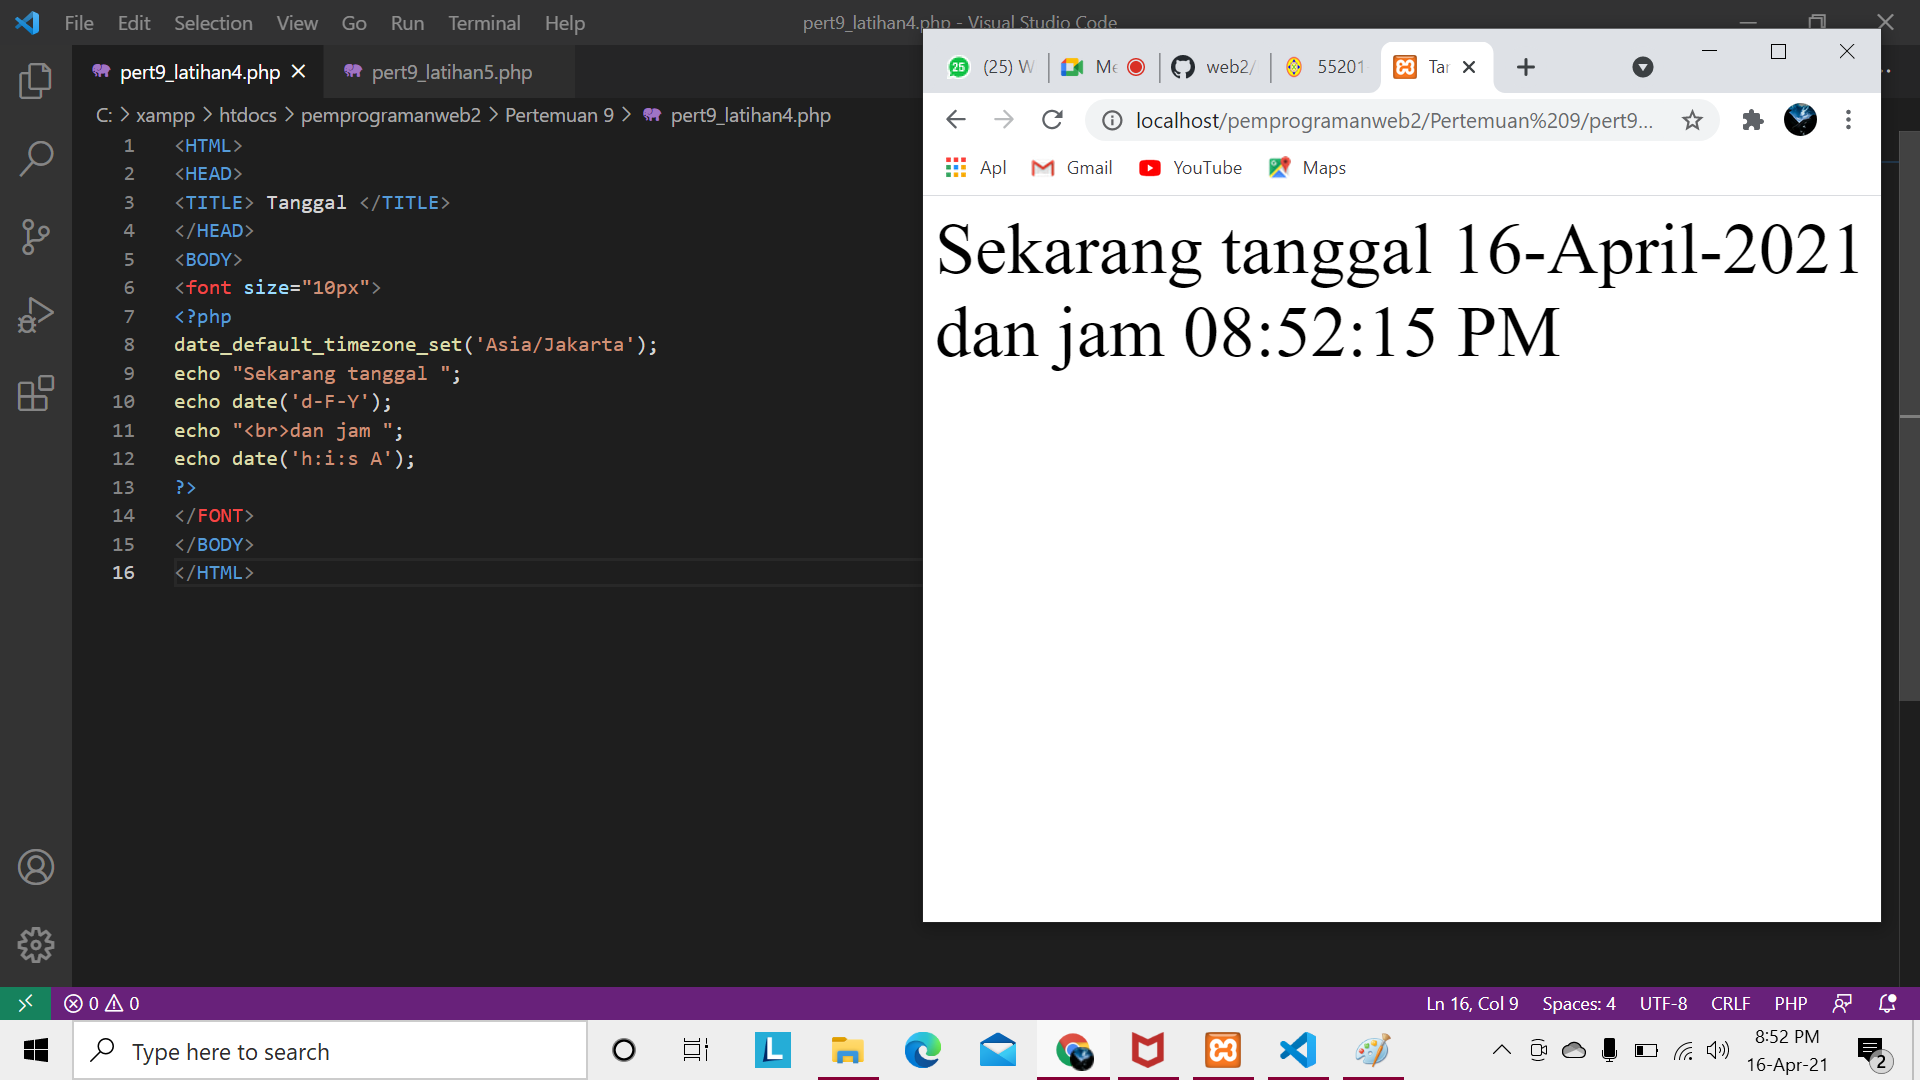 File Edit Selection View Go Run Terminal Help
pert9_latihan4.php - Visual Studio Code
pert9_latihan4.php
pert9_latihan5.php
C: > xampp > htdocs > pemprogramanweb2 > Pertemuan 9 > pert9_latihan4.php
1 <HTML>
2 <HEAD>
3 <TITLE> Tanggal </TITLE>
4 </HEAD>
5 <BODY>
6 <font size="10px">
7 <?php
8 date_default_timezone_set('Asia/Jakarta');
9 echo "Sekarang tanggal ";
10 echo date('d-F-Y');
11 echo "<br>dan jam ";
12 echo date('h:i:s A');
13 ?>
14 </FONT>
15 </BODY>
16 </HTML>
25 (25) W
Me
web2/
55201
Tan
localhost/pemprogramanweb2/Pertemuan%209/pert9...
Apl Gmail YouTube Maps
Sekarang tanggal 16-April-2021
dan jam 08:52:15 PM
0 0
Ln 16, Col 9 Spaces: 4 UTF-8 CRLF PHP
Type here to search
L
8:52 PM
16-Apr-21
2